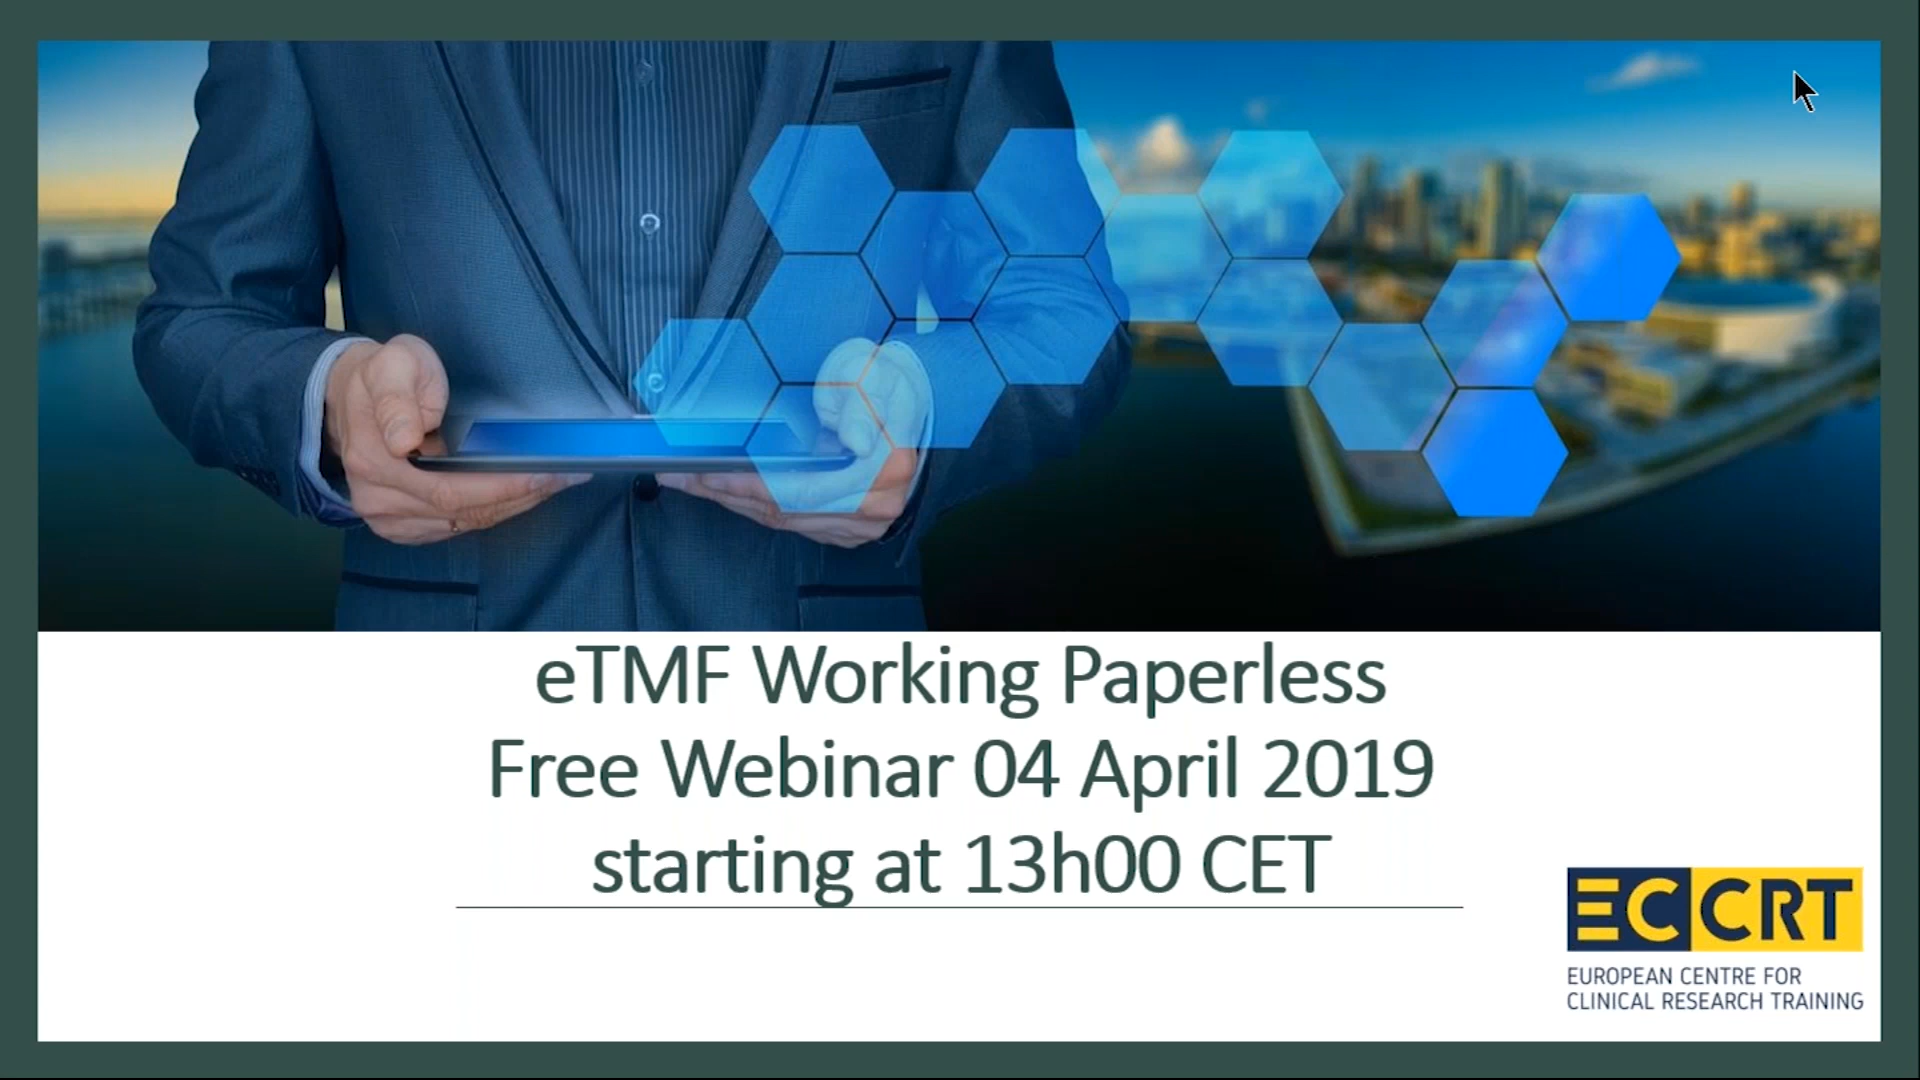 eTMF Working Paperless
Free Webinar 04 April 2019
starting at 13h00 CET
ECCRT
EUROPEAN CENTRE FOR
CLINICAL RESEARCH TRAINING